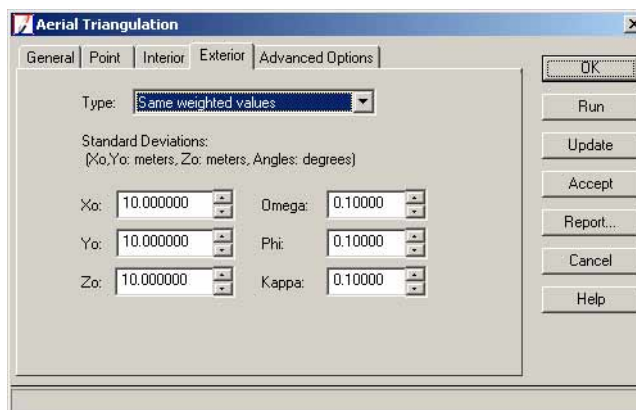 Aerial Triangulation
General Point Interior Exterior Advanced Options
Type: Same weighted values
Standard Deviations:
(Xo,Yo: meters, Zo: meters, Angles: degrees)
Xo: 10.000000 Omega: 0.10000
Yo: 10.000000 Phi: 0.10000
Zo: 10.000000 Kappa: 0.10000
OK
Run
Update
Accept
Report...
Cancel
Help